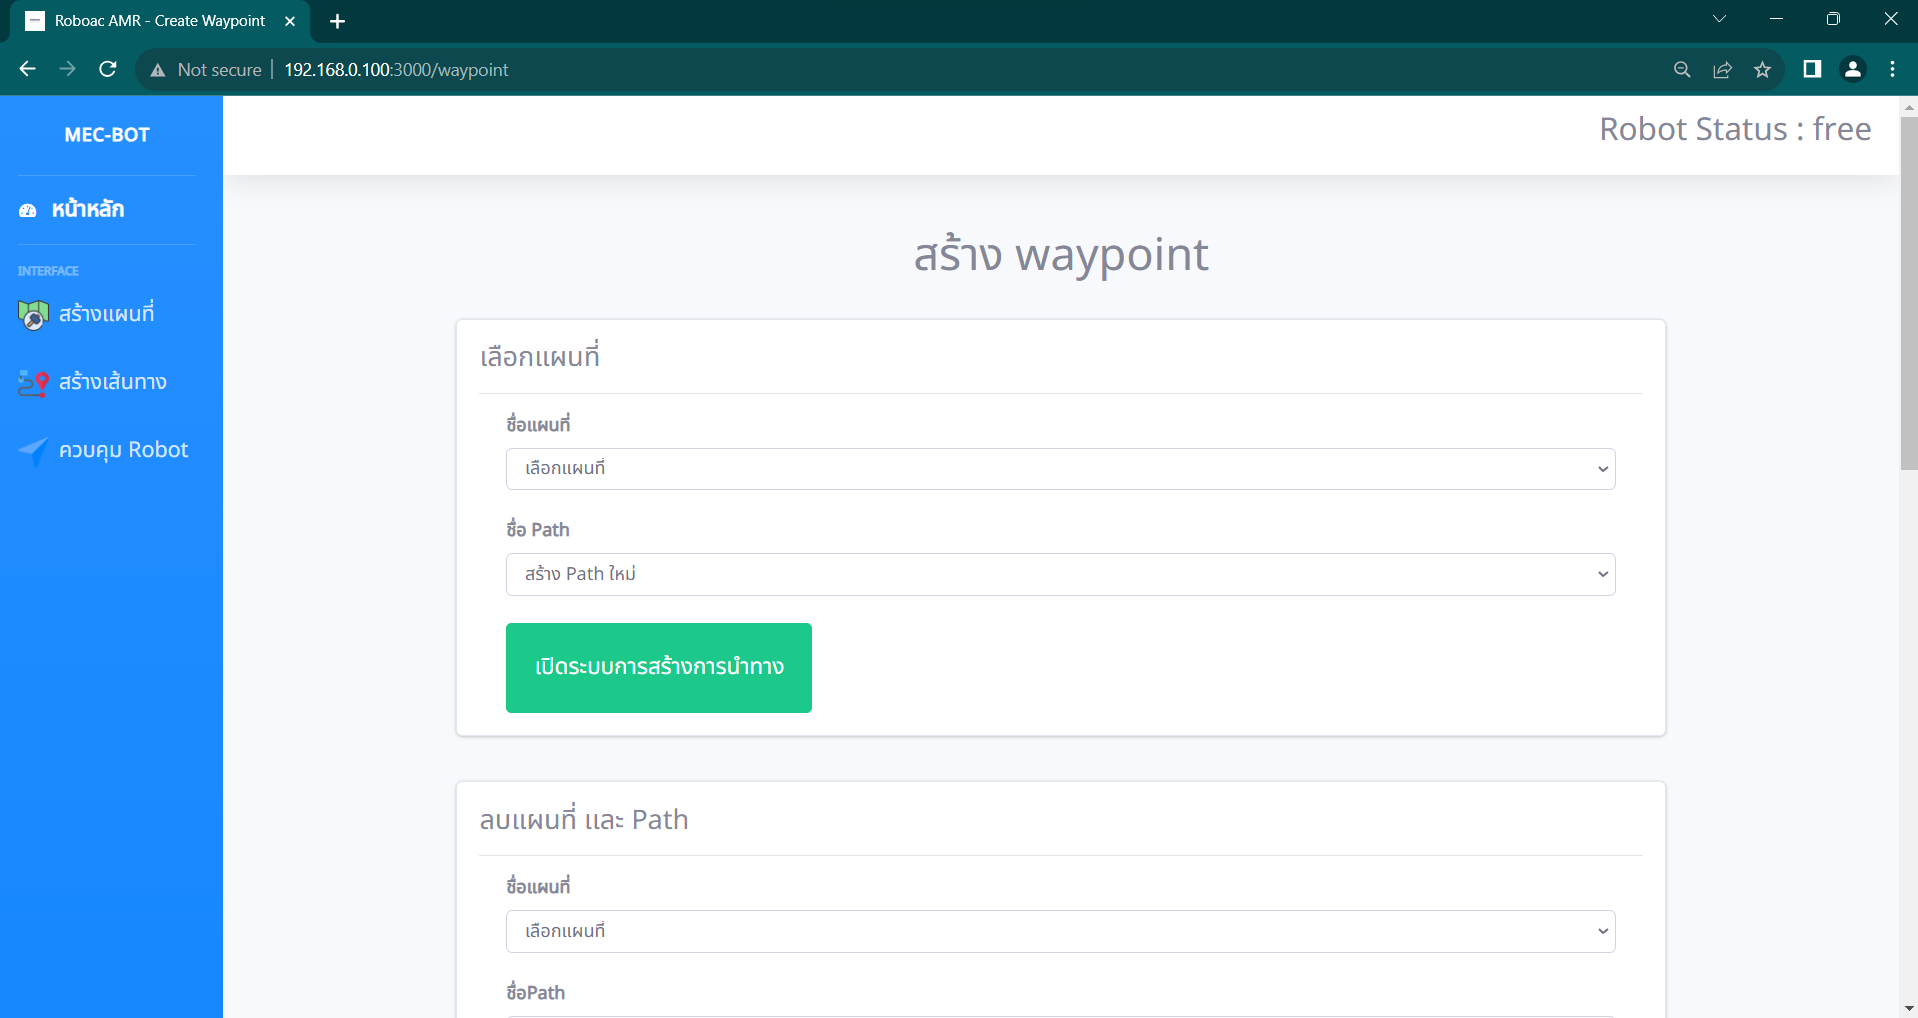 Roboac AMR - Create Waypoint
Not secure
192.168.0.100:3000/waypoint
MEC-BOT
หน้าหลัก
INTERFACE
สร้างแผนที่
สร้างเส้นทาง
ควบคุม Robot
Robot Status : free
สร้าง waypoint
เลือกแผนที่
ชื่อแผนที่
เลือกแผนที่
ชื่อ Path
สร้าง Path ใหม่
เปิดระบบการสร้างการนำทาง
ลบแผนที่ และ Path
ชื่อแผนที่
เลือกแผนที่
ชื่อPath